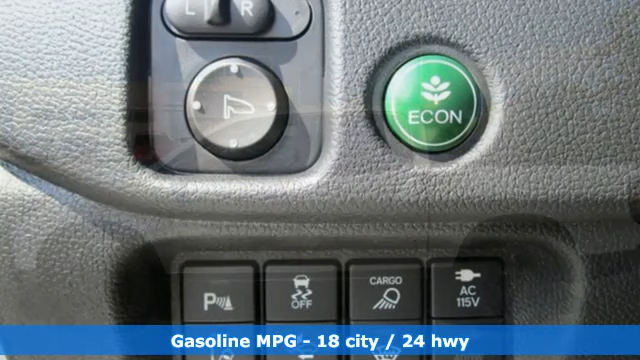 L R
ECON
P
OFF
CARGO
AC
115V
Gasoline MPG - 18 city / 24 hwy